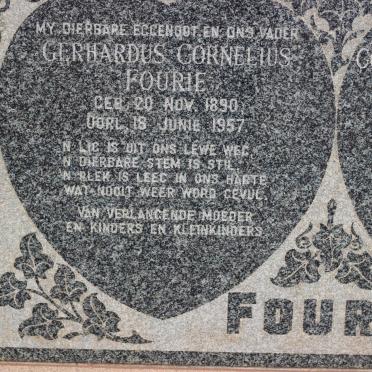 MY DIERBARE EGGENOOT EN ONS VADER
GERHARDUS CORNELIUS
FOURIE
GEB. 20 NOV. 1890
OORL. 18 JUNIE 1957
'N LIG IS UIT ONS LEWE WEG
'N DIERBARE STEM IS STIL
'N PLEK IS LEEG IN ONS HARTE
WAT NOOIT WEER WORD GEVUL.
VAN VERLANGENDE MOEDER
EN KINDERS EN KLEINKINDERS
FOUR